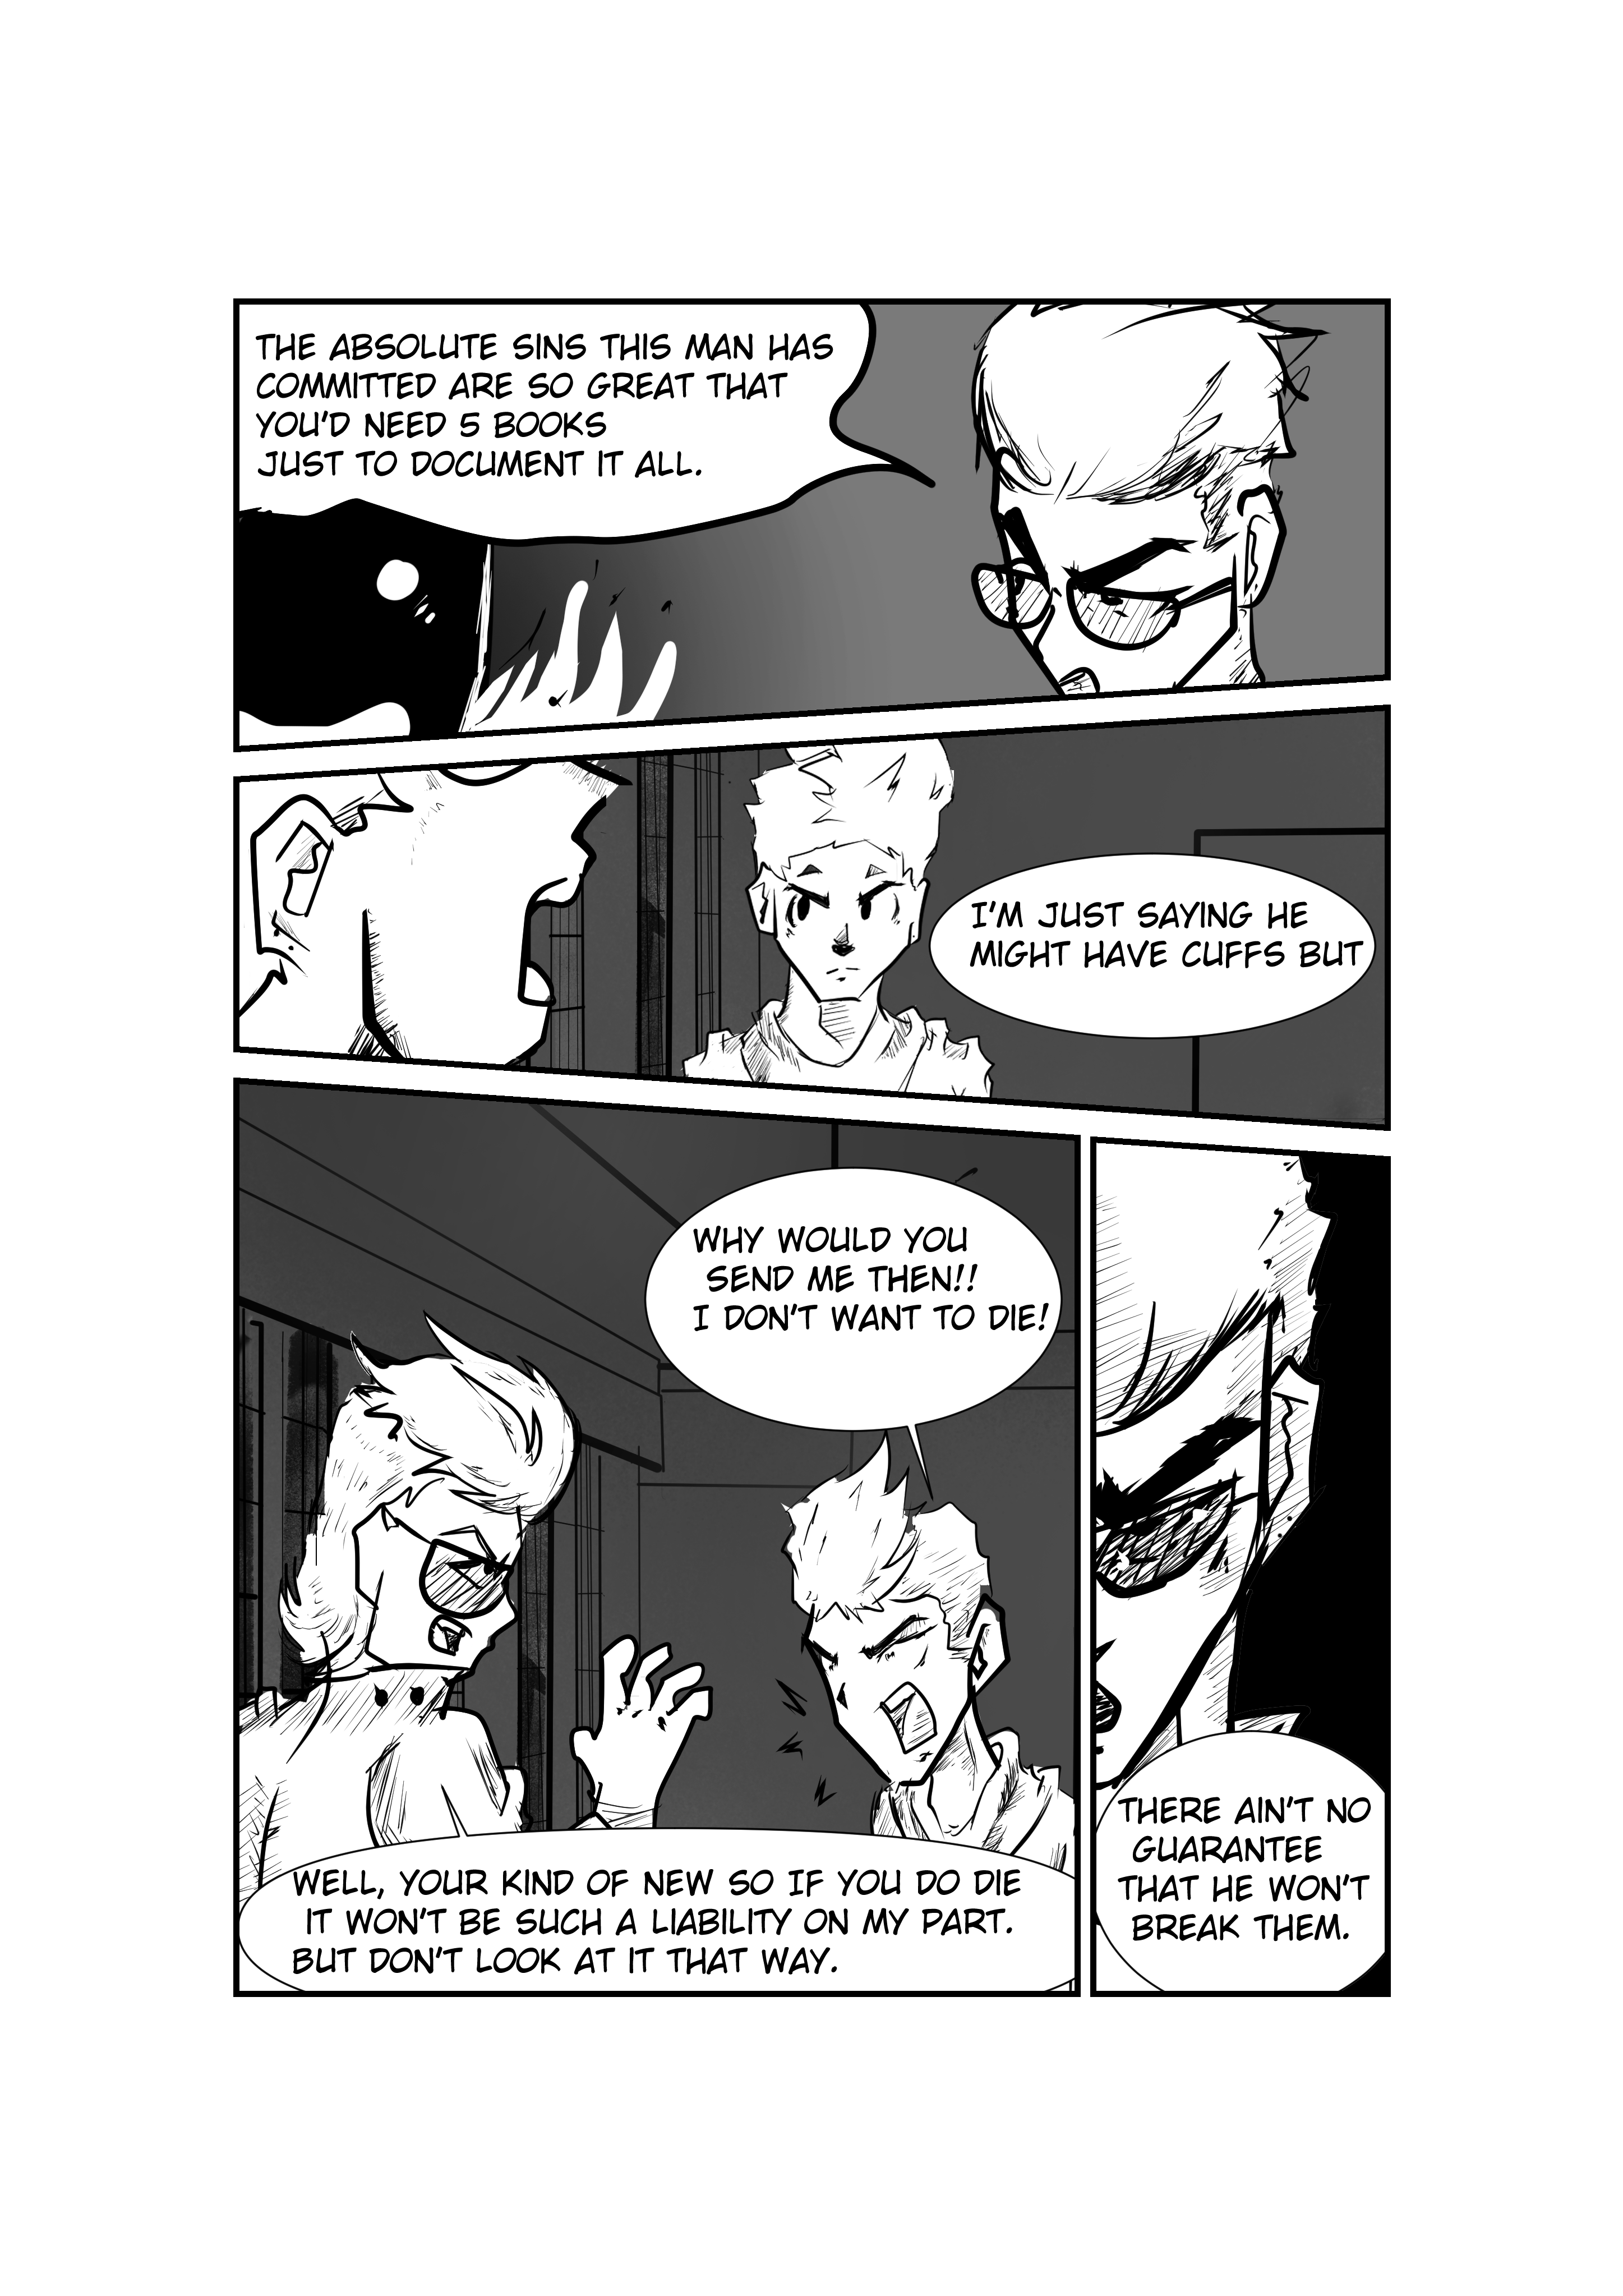 THE ABSOLUTE SINS THIS MAN HAS
COMMITTED ARE SO GREAT THAT
YOU'D NEED 5 BOOKS
JUST TO DOCUMENT IT ALL.
I'M JUST SAYING HE
MIGHT HAVE CUFFS BUT
THERE AIN'T NO
GUARANTEE
THAT HE WON'T
BREAK THEM.
WHY WOULD YOU
SEND ME THEN!!
I DON'T WANT TO DIE!
WELL, YOUR KIND OF NEW SO IF YOU DO DIE
IT WON'T BE SUCH A LIABILITY ON MY PART.
BUT DON'T LOOK AT IT THAT WAY.